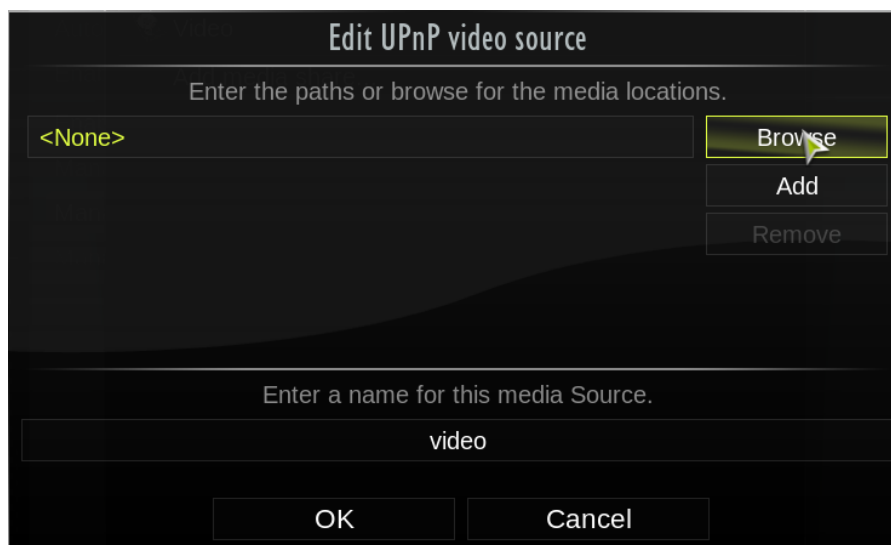 Edit UPnP video source
Enter the paths or browse for the media locations.
<None>
Browse
Add
Remove
Enter a name for this media Source.
video
OK
Cancel